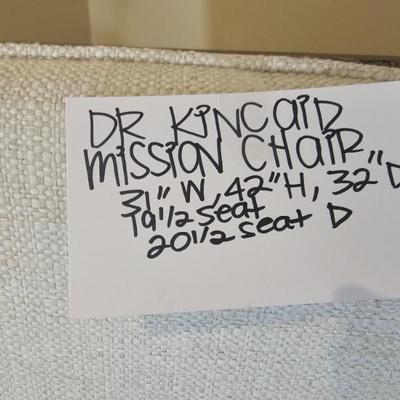 DR KINCAID
MISSION CHAIR
31" W, 42" H, 32" D
19 1/2 seat
20 1/2 seat D